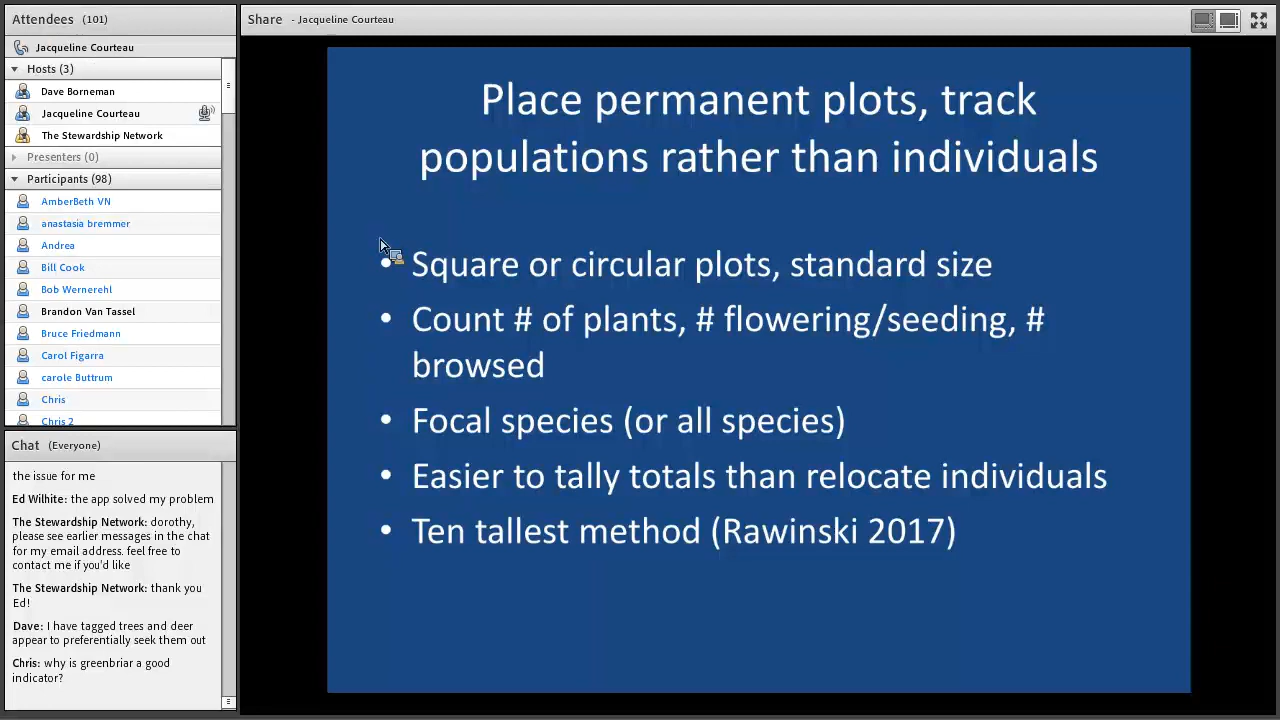 Attendees (101)
Jacqueline Courteau
Hosts (3)
Dave Borneman
Jacqueline Courteau
The Stewardship Network
Presenters (0)
Participants (98)
AmberBeth VN
anastasia bremmer
Andrea
Bill Cook
Bob Wernerehl
Brandon Van Tassel
Bruce Friedmann
Carol Figarra
carole Buttrum
Chris
Chris 2
Chat (Everyone)
the issue for me
Ed Wilhite: the app solved my problem
The Stewardship Network: dorothy,
please see earlier messages in the chat
for my email address. feel free to
contact me if you'd like
The Stewardship Network: thank you
Ed!
Dave: I have tagged trees and deer
appear to preferentially seek them out
Chris: why is greenbriar a good
indicator?
Share - Jacqueline Courteau
Place permanent plots, track
populations rather than individuals
• Square or circular plots, standard size
• Count # of plants, # flowering/seeding, #
browsed
• Focal species (or all species)
• Easier to tally totals than relocate individuals
• Ten tallest method (Rawinski 2017)